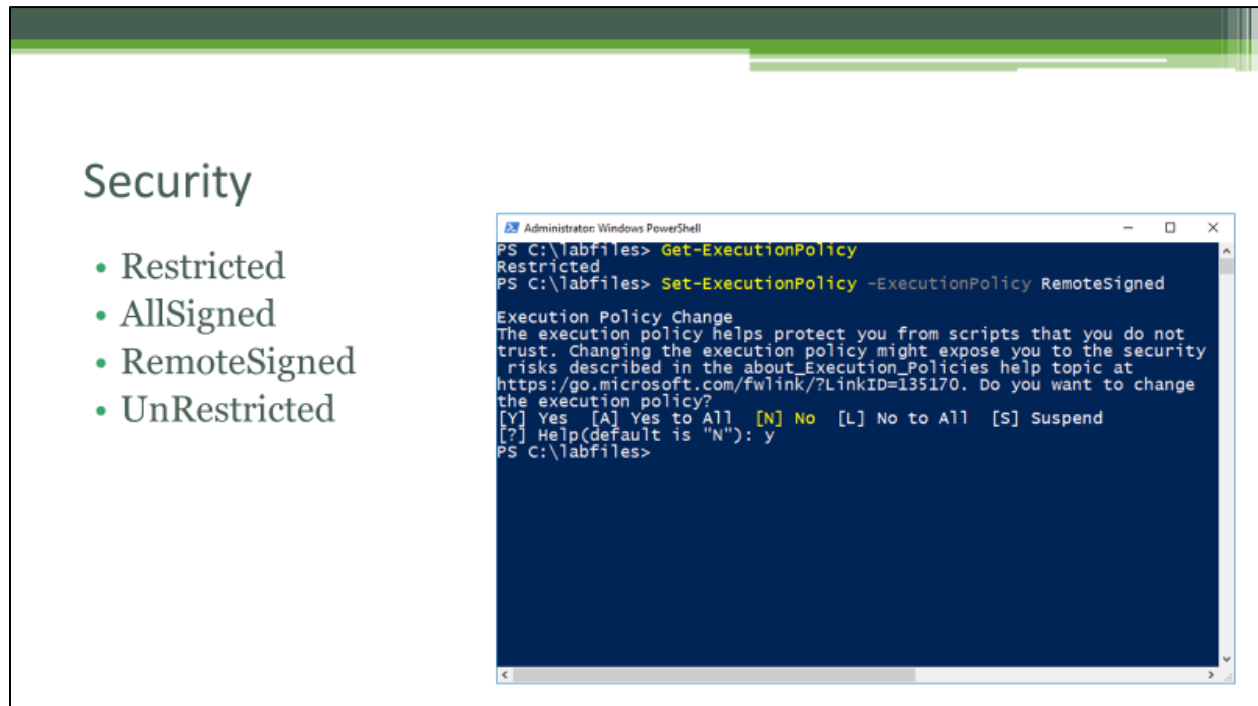 Security
• Restricted
• AllSigned
• RemoteSigned
• UnRestricted
Administrator: Windows PowerShell
PS C:\labfiles> Get-ExecutionPolicy
Restricted
PS C:\labfiles> Set-ExecutionPolicy -ExecutionPolicy RemoteSigned
Execution Policy Change
The execution policy helps protect you from scripts that you do not
trust. Changing the execution policy might expose you to the security
risks described in the about_Execution_Policies help topic at
https:/go.microsoft.com/fwlink/?LinkID=135170. Do you want to change
the execution policy?
[Y] Yes [A] Yes to All [N] No [L] No to All [S] Suspend
[?] Help(default is "N"): y
PS C:\labfiles>